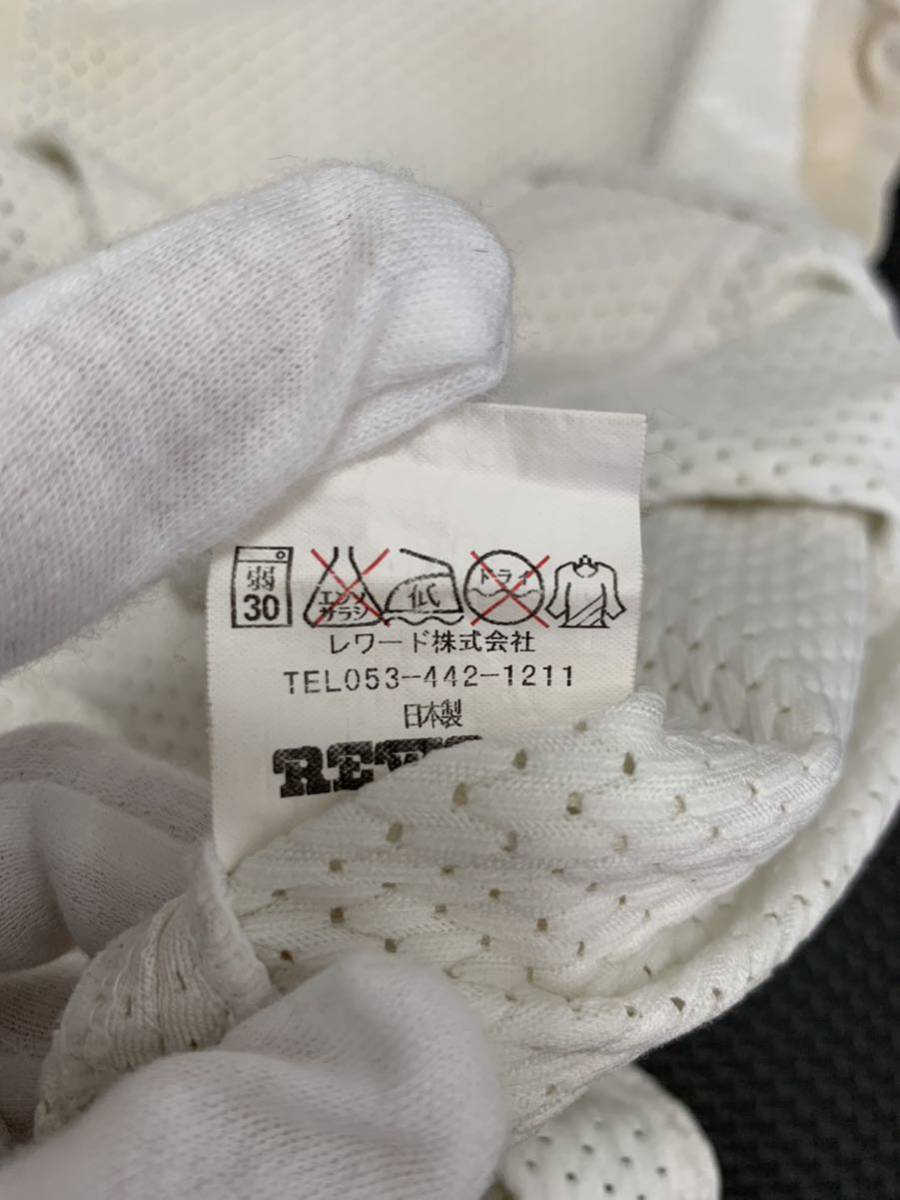 弱 30 エンソ サラシ 低 ドライ
レワード株式会社
TEL053-442-1211
日本製